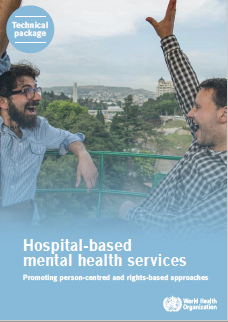 Technical
package
Hospital-based
mental health services
Promoting person-centred and rights-based approaches
World Health
Organization